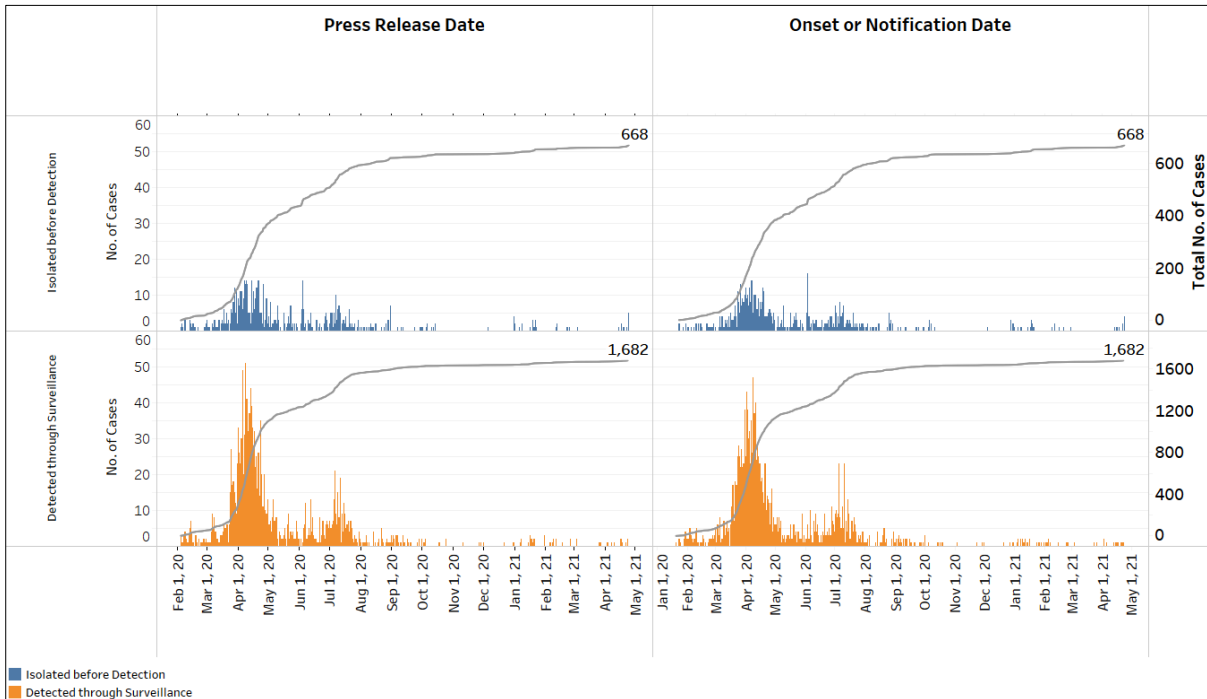 Press Release Date
Onset or Notification Date
Isolated before Detection
No. of Cases
60
50
40
30
20
10
0
668
668
600
400
200
0
Total No. of Cases
Detected through Surveillance
No. of Cases
60
50
40
30
20
10
0
1,682
1,682
1600
1200
800
400
0
Feb 1, 20
Mar 1, 20
Apr 1, 20
May 1, 20
Jun 1, 20
Jul 1, 20
Aug 1, 20
Sep 1, 20
Oct 1, 20
Nov 1, 20
Dec 1, 20
Jan 1, 21
Feb 1, 21
Mar 1, 21
Apr 1, 21
May 1, 21
Jan 1, 20
Feb 1, 20
Mar 1, 20
Apr 1, 20
May 1, 20
Jun 1, 20
Jul 1, 20
Aug 1, 20
Sep 1, 20
Oct 1, 20
Nov 1, 20
Dec 1, 20
Jan 1, 21
Feb 1, 21
Mar 1, 21
Apr 1, 21
May 1, 21
Isolated before Detection
Detected through Surveillance